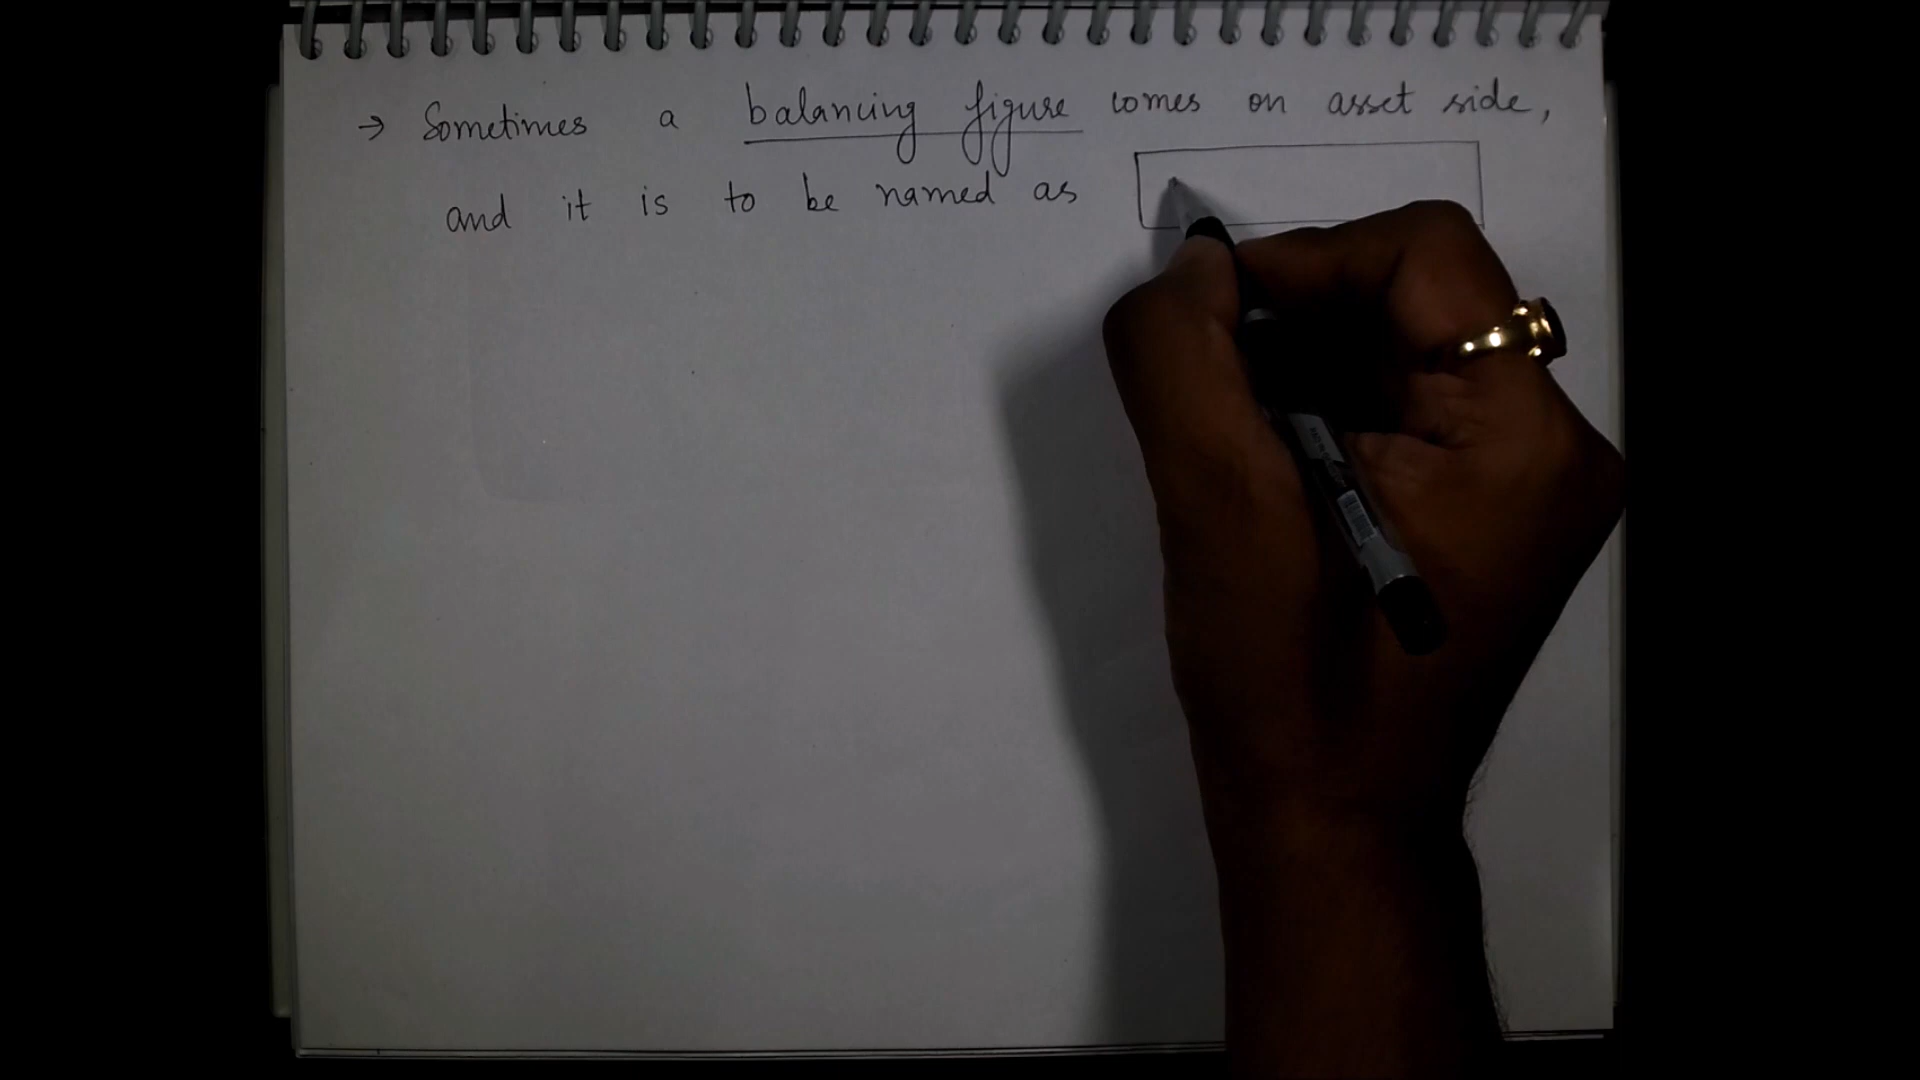 → Sometimes a balancing figure comes on asset side,
and it is to be named as